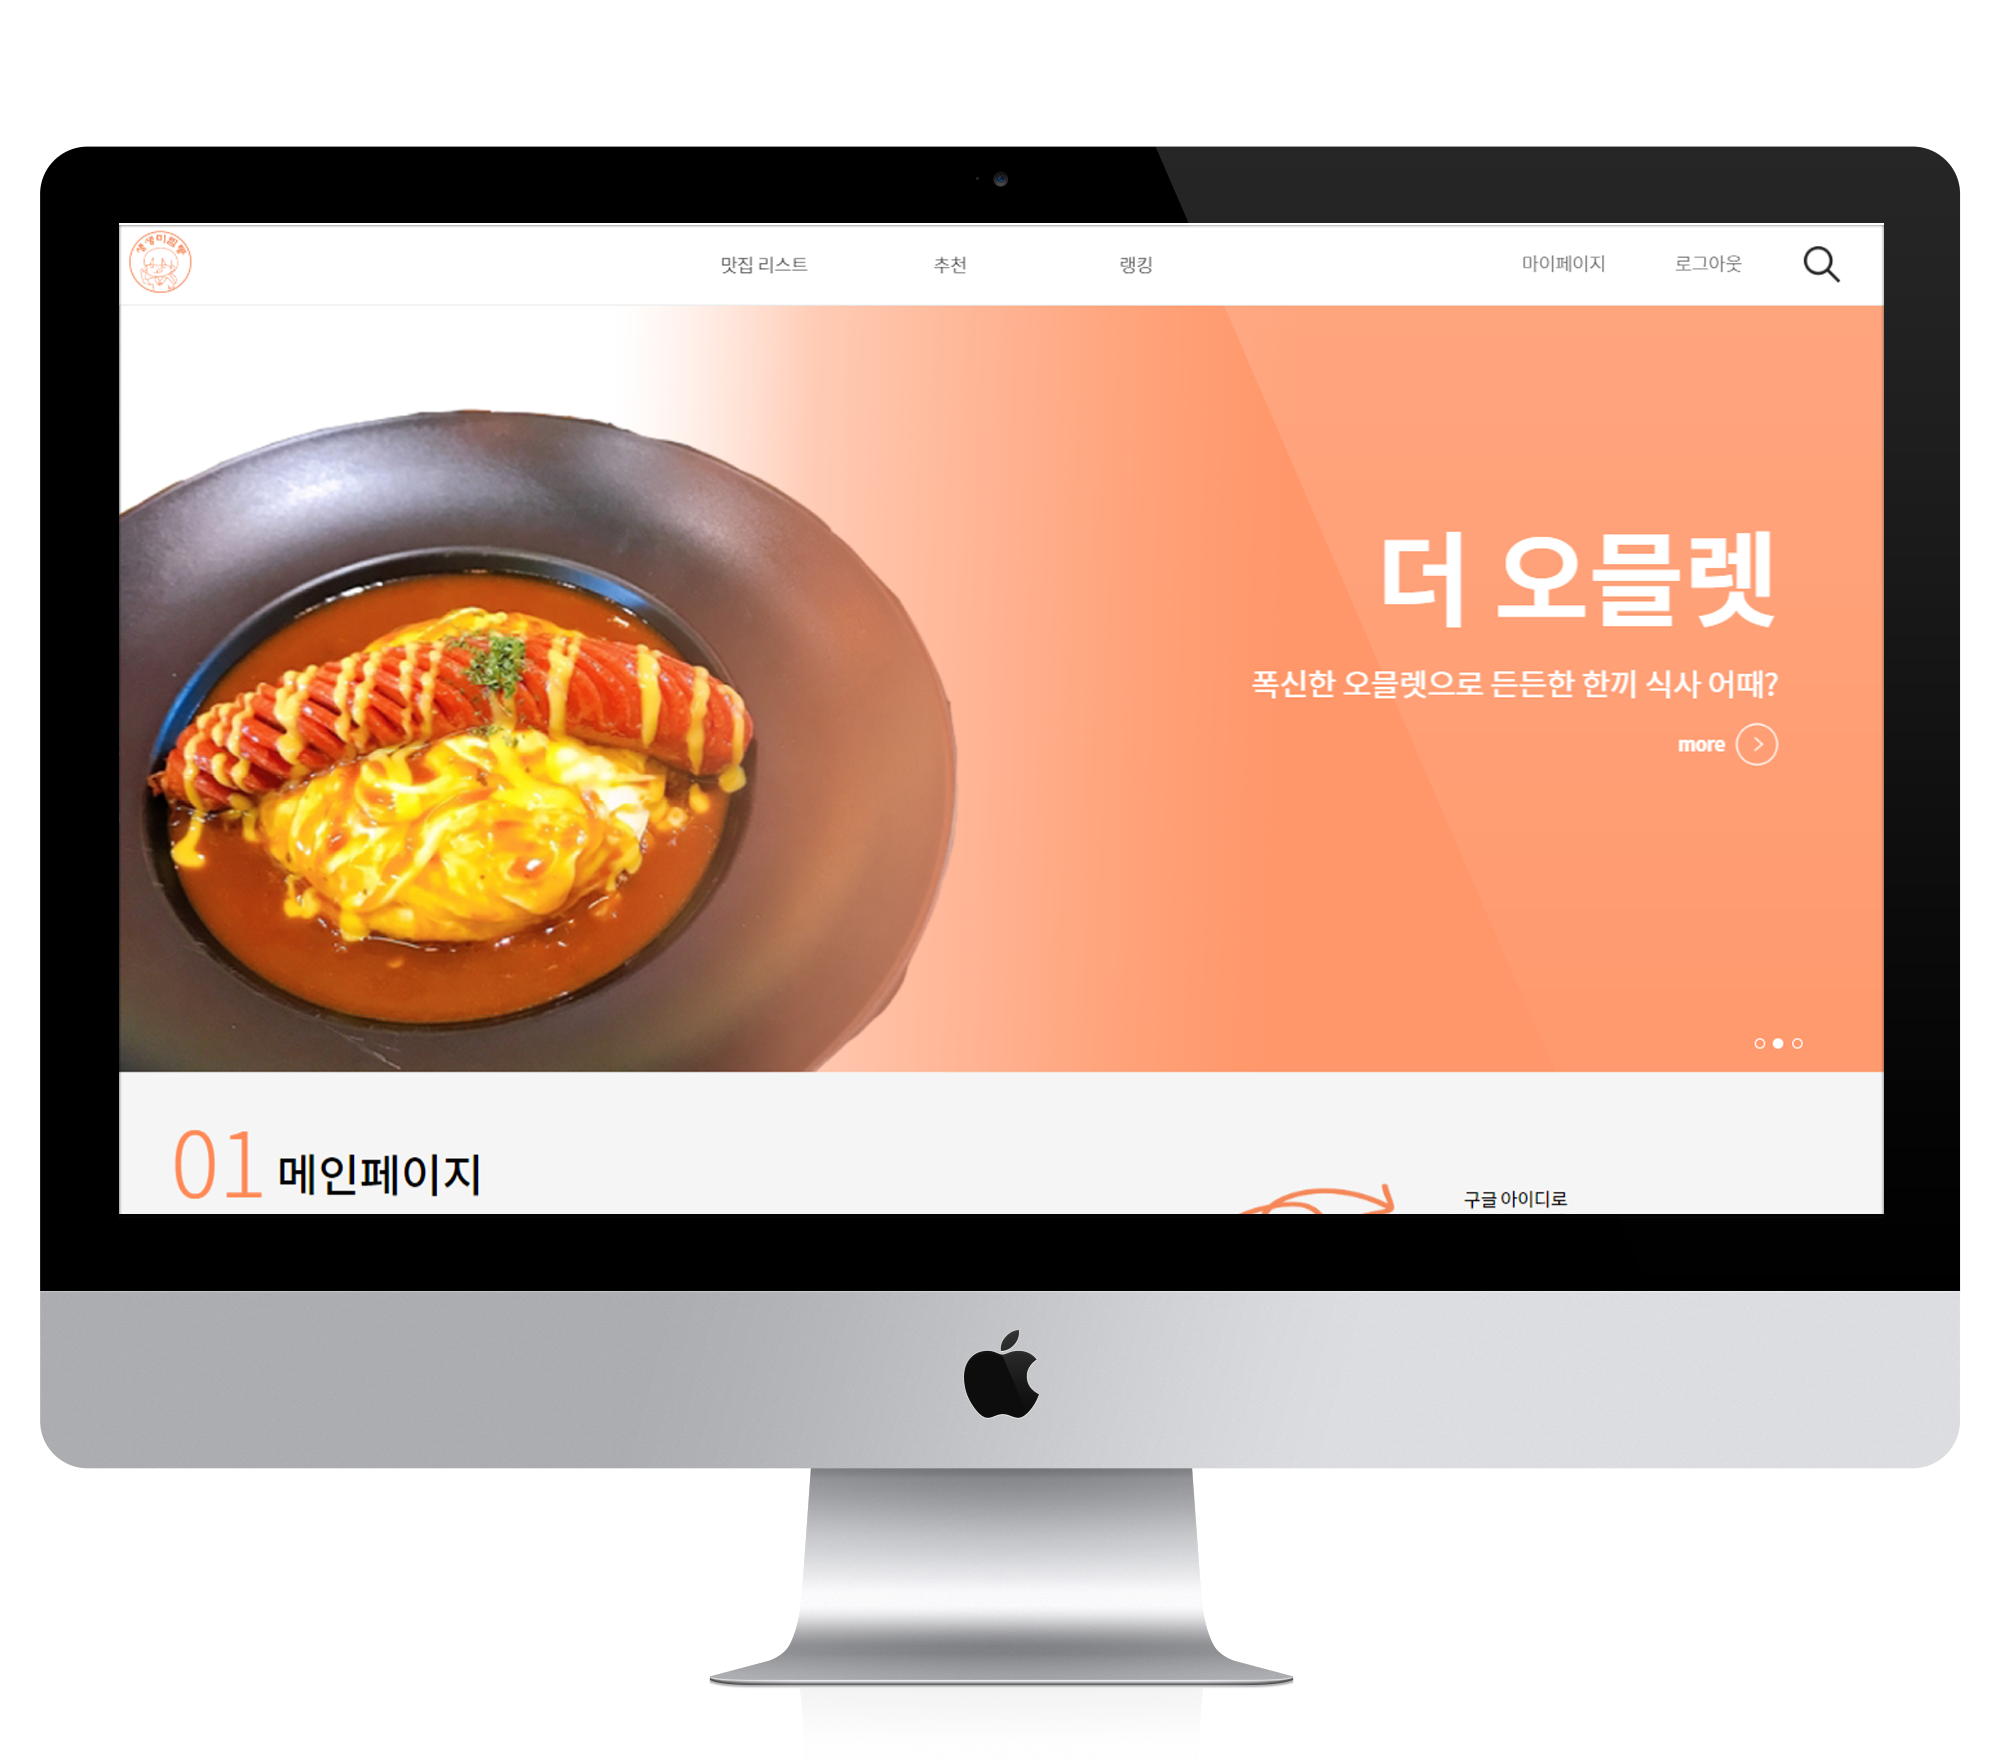 맛집 리스트
추천
랭킹
마이페이지
로그아웃
더 오믈렛
폭신한 오믈렛으로 든든한 한끼 식사 어때?
more
01 메인페이지
구글 아이디로